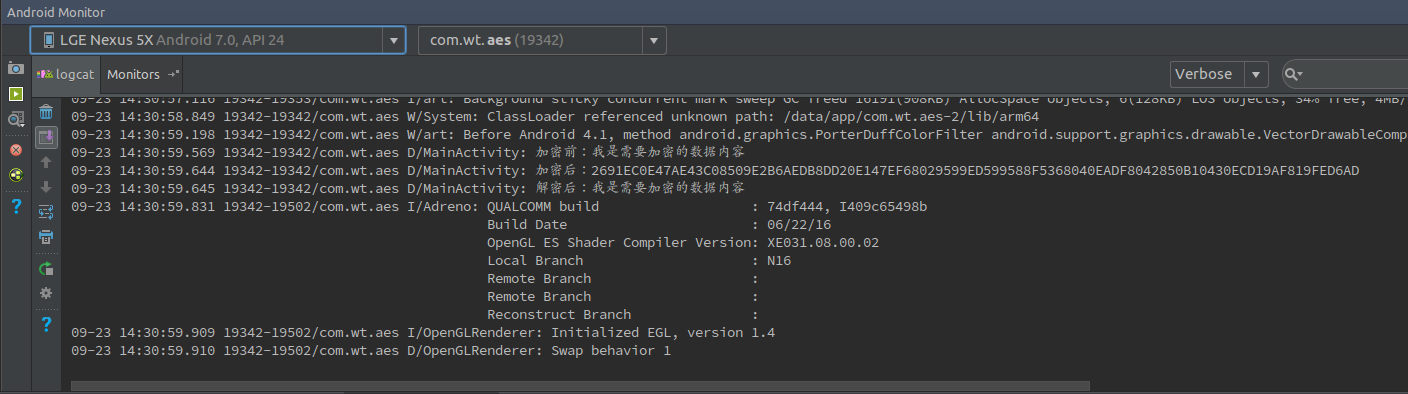 Android Monitor
LGE Nexus 5X Android 7.0, API 24
com.wt.aes (19342)
logcat
Monitors
Verbose
09-23 14:30:57.116 19342-19353/com.wt.aes I/art: Background sticky concurrent mark sweep GC freed 16191(908KB) AllocSpace objects, 6(128KB) LOS objects, 34% free, 4MB/
09-23 14:30:58.849 19342-19342/com.wt.aes W/System: ClassLoader referenced unknown path: /data/app/com.wt.aes-2/lib/arm64
09-23 14:30:59.198 19342-19342/com.wt.aes W/art: Before Android 4.1, method android.graphics.PorterDuffColorFilter android.support.graphics.drawable.VectorDrawableComp
09-23 14:30:59.569 19342-19342/com.wt.aes D/MainActivity: 加密前：我是需要加密的数据内容
09-23 14:30:59.644 19342-19342/com.wt.aes D/MainActivity: 加密后：2691EC0E47AE43C08509E2B6AEDB8DD20E147EF68029599ED599588F5368040EADF8042850B10430ECD19AF819FED6AD
09-23 14:30:59.645 19342-19342/com.wt.aes D/MainActivity: 解密后：我是需要加密的数据内容
09-23 14:30:59.831 19342-19502/com.wt.aes I/Adreno: QUALCOMM build : 74df444, I409c65498b
Build Date : 06/22/16
OpenGL ES Shader Compiler Version: XE031.08.00.02
Local Branch : N16
Remote Branch :
Remote Branch :
Reconstruct Branch :
09-23 14:30:59.909 19342-19502/com.wt.aes I/OpenGLRenderer: Initialized EGL, version 1.4
09-23 14:30:59.910 19342-19502/com.wt.aes D/OpenGLRenderer: Swap behavior 1